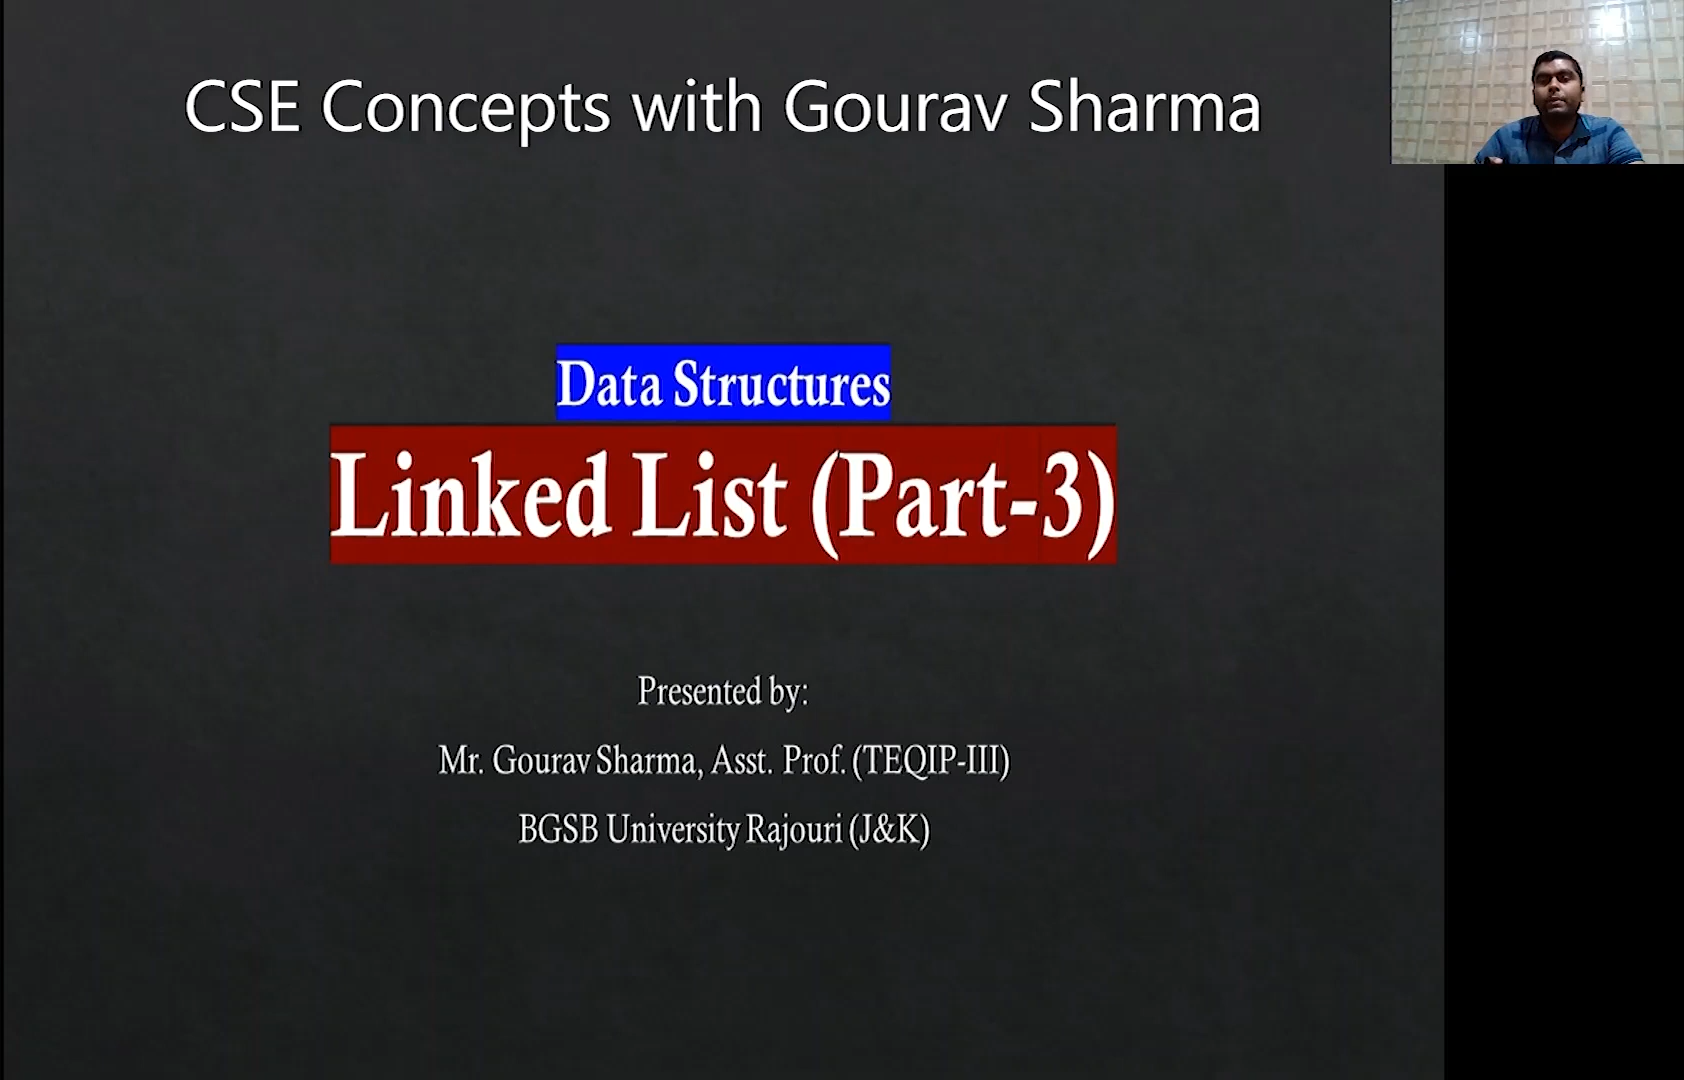 CSE Concepts with Gourav Sharma
Data Structures
Linked List (Part-3)
Presented by:
Mr. Gourav Sharma, Asst. Prof. (TEQIP-III)
BGSB University Rajouri (J&K)